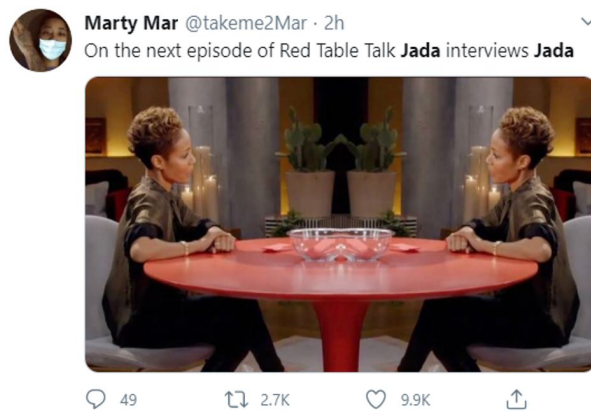 Marty Mar @takeme2Mar · 2h
On the next episode of Red Table Talk Jada interviews Jada
49 2.7K 9.9K